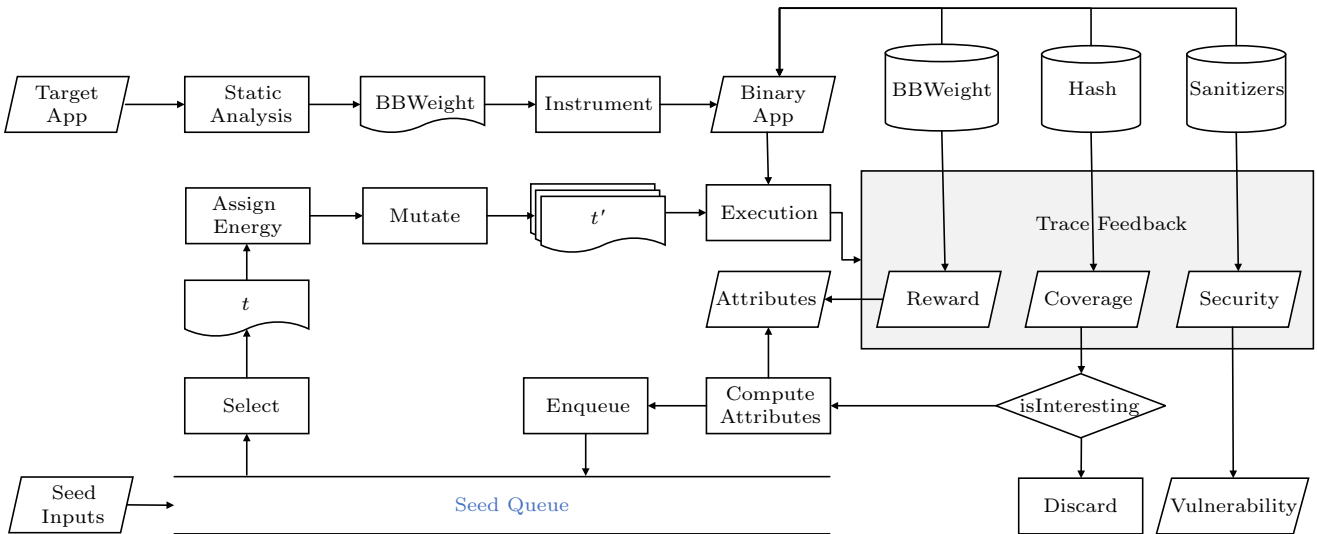 Target
App
Static
Analysis
BBWeight
Instrument
Binary
App
BBWeight
Hash
Sanitizers
Assign
Energy
Mutate
t′
Execution
Trace Feedback
t
Attributes
Reward
Coverage
Security
Select
Enqueue
Compute
Attributes
isInteresting
Seed
Inputs
Seed Queue
Discard
Vulnerability